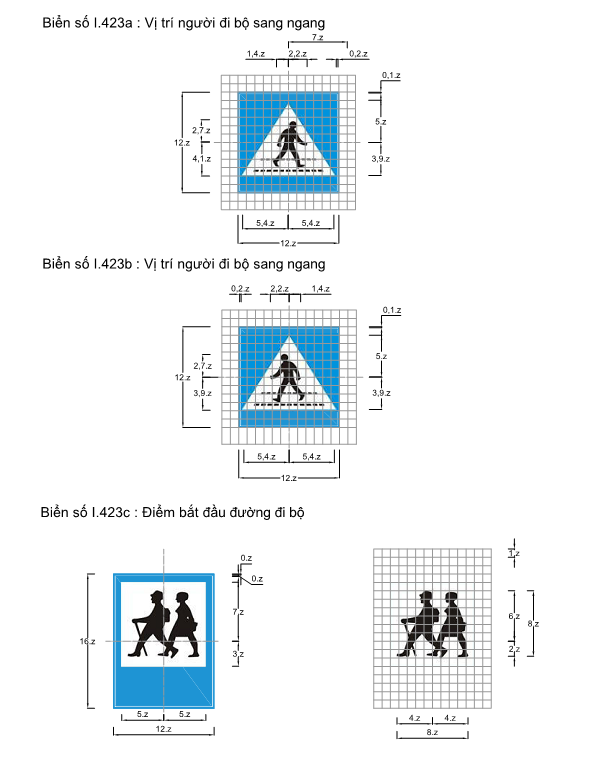 Biển số I.423a : Vị trí người đi bộ sang ngang
7.z
1,4.z 2,2.z 0,2.z
0,1.z
5.z
2,7.z
12.z
4,1.z 3,9.z
5,4.z 5,4.z
12.z
Biển số I.423b : Vị trí người đi bộ sang ngang
0,2.z 2,2.z 1,4.z
0,1.z
5.z
2,7.z
12.z
3,9.z 3,9.z
5,4.z 5,4.z
12.z
Biển số I.423c : Điểm bắt đầu đường đi bộ
0.z
1,z
0.z
7,z
6,z
8,z
16.z
3,z
2,z
5.z 5.z
4.z 4.z
12.z
8.z